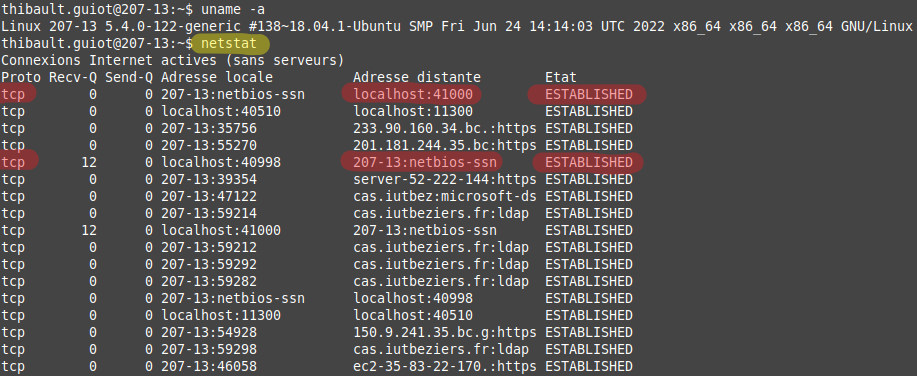 thibault.guiot@207-13:~$ uname -a
Linux 207-13 5.4.0-122-generic #138~18.04.1-Ubuntu SMP Fri Jun 24 14:14:03 UTC 2022 x86_64 x86_64 x86_64 GNU/Linux
thibault.guiot@207-13:~$ netstat
Connexions Internet actives (sans serveurs)
Proto Recv-Q Send-Q Adresse locale          Adresse distante        Etat
tcp        0      0 207-13:netbios-ssn      localhost:41000         ESTABLISHED
tcp        0      0 localhost:40510         localhost:11300         ESTABLISHED
tcp        0      0 207-13:35756            233.90.160.34.bc.:https ESTABLISHED
tcp        0      0 207-13:55270            201.181.244.35.bc:https ESTABLISHED
tcp       12      0 localhost:40998         207-13:netbios-ssn      ESTABLISHED
tcp        0      0 207-13:39354            server-52-222-144:https ESTABLISHED
tcp        0      0 207-13:47122            cas.iutbez:microsoft-ds ESTABLISHED
tcp        0      0 207-13:59214            cas.iutbeziers.fr:ldap  ESTABLISHED
tcp       12      0 localhost:41000         207-13:netbios-ssn      ESTABLISHED
tcp        0      0 207-13:59212            cas.iutbeziers.fr:ldap  ESTABLISHED
tcp        0      0 207-13:59292            cas.iutbeziers.fr:ldap  ESTABLISHED
tcp        0      0 207-13:59282            cas.iutbeziers.fr:ldap  ESTABLISHED
tcp        0      0 207-13:netbios-ssn      localhost:40998         ESTABLISHED
tcp        0      0 localhost:11300         localhost:40510         ESTABLISHED
tcp        0      0 207-13:54928            150.9.241.35.bc.g:https ESTABLISHED
tcp        0      0 207-13:59298            cas.iutbeziers.fr:ldap  ESTABLISHED
tcp        0      0 207-13:46058            ec2-35-83-22-170.:https ESTABLISHED